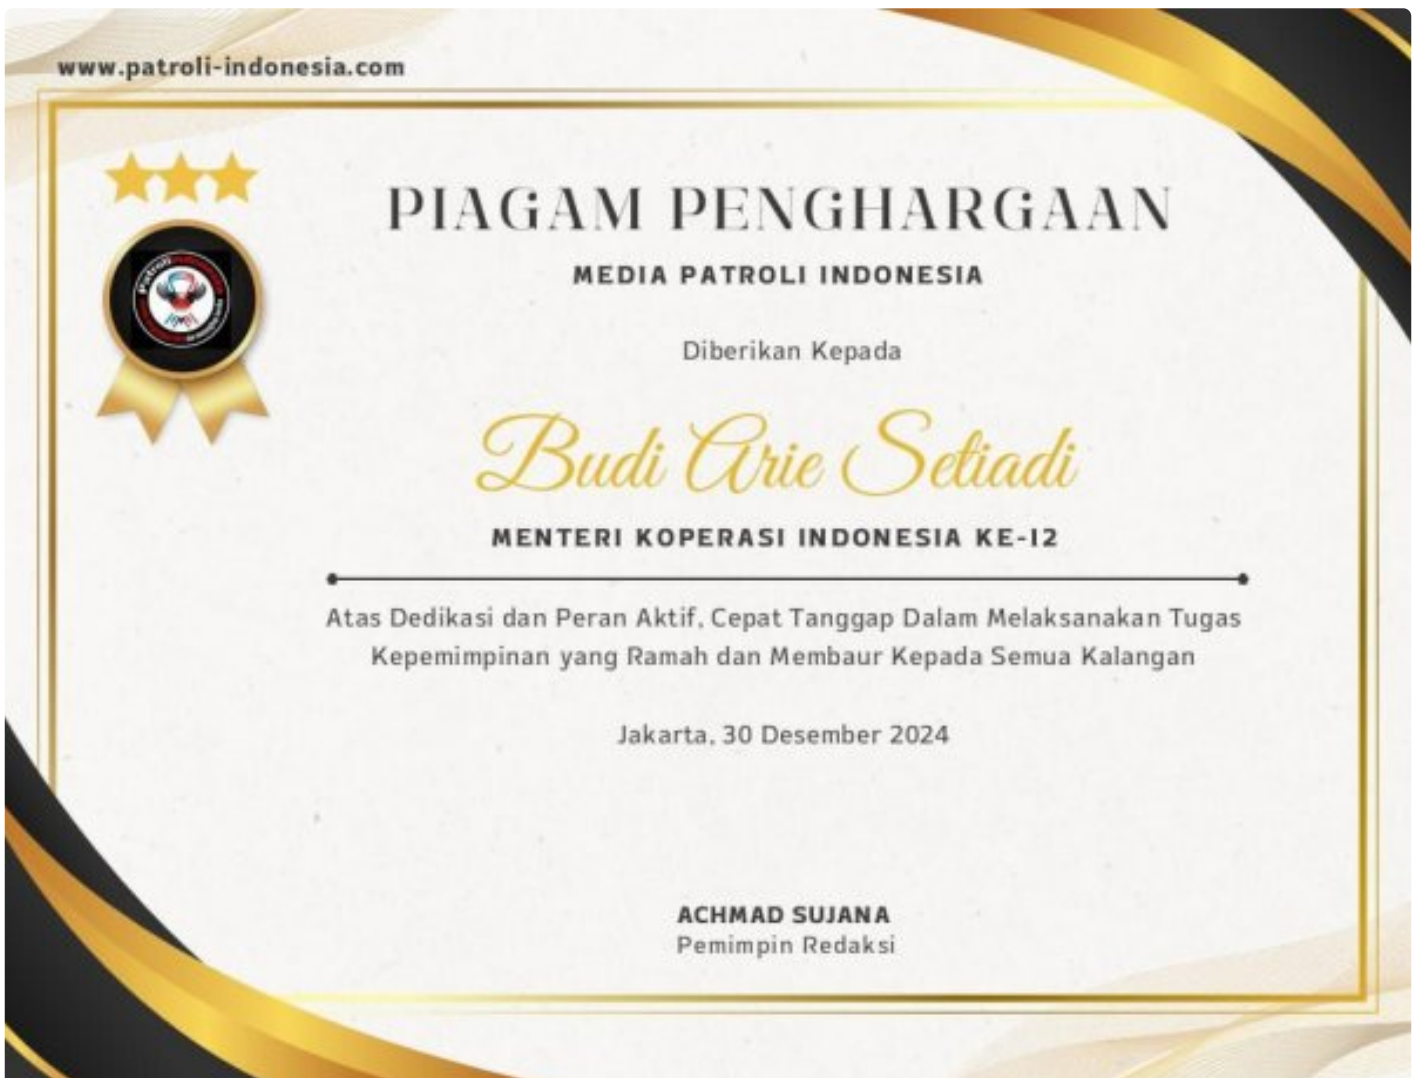 www.patroli-indonesia.com
PIAGAM PENGHARGAAN
MEDIA PATROLI INDONESIA
Diberikan Kepada
Budi Arie Setiadi
MENTERI KOPERASI INDONESIA KE-12
Atas Dedikasi dan Peran Aktif, Cepat Tanggap Dalam Melaksanakan Tugas
Kepemimpinan yang Ramah dan Membaur Kepada Semua Kalangan
Jakarta, 30 Desember 2024
ACHMAD SUJANA
Pemimpin Redaksi